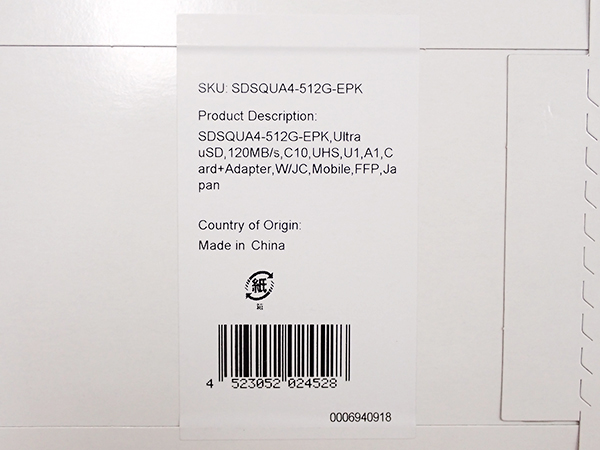 SKU: SDSQUA4-512G-EPK
Product Description:
SDSQUA4-512G-EPK,Ultra
uSD,120MB/s,C10,UHS,U1,A1,C
ard+Adapter,W/JC,Mobile,FFP,Ja
pan
Country of Origin:
Made in China
紙
4 523052 024528
0006940918